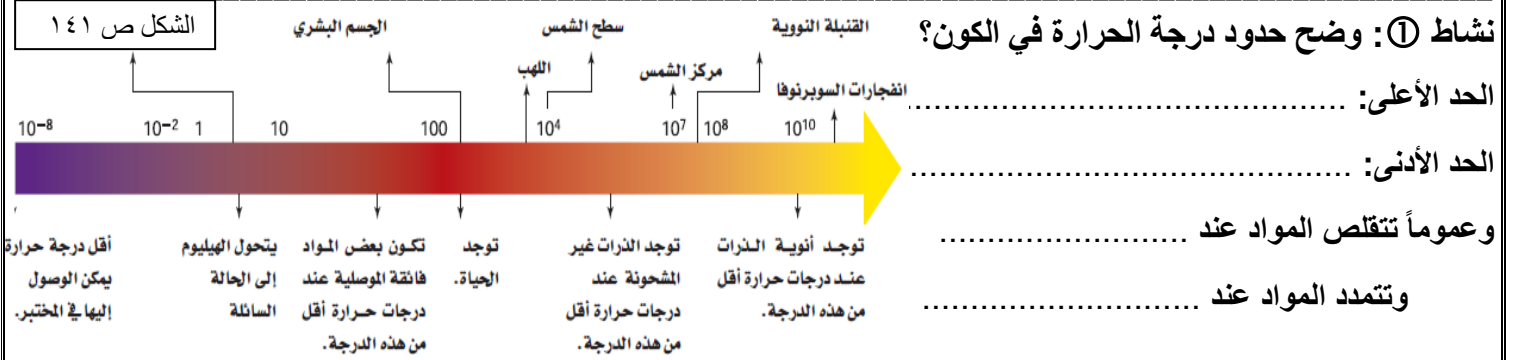 نشاط ①: وضح حدود درجة الحرارة في الكون؟
الحد الأعلى: ............................................
الحد الأدنى: ............................................
وعموماً تتقلص المواد عند .........................
وتتمدد المواد عند ............................
الشكل ص ١٤١
الجسم البشري
سطح الشمس
القنبلة النووية
اللهب
مركز الشمس
انفجارات السوبرنوفا
10–8 10–2 1 10 100 10⁴ 10⁷ 10⁸ 10¹⁰
أقل درجة حرارة
يمكن الوصول
إليها في المختبر.
يتحول الهيليوم
إلى الحالة
السائلة
تكون بعض المواد
فائقة الموصلية عند
درجات حرارة أقل
من هذه الدرجة.
توجد
الحياة.
توجد الذرات غير
المشحونة عند
درجات حرارة أقل
من هذه الدرجة.
توجد أنوية الذرات
عند درجات حرارة أقل
من هذه الدرجة.